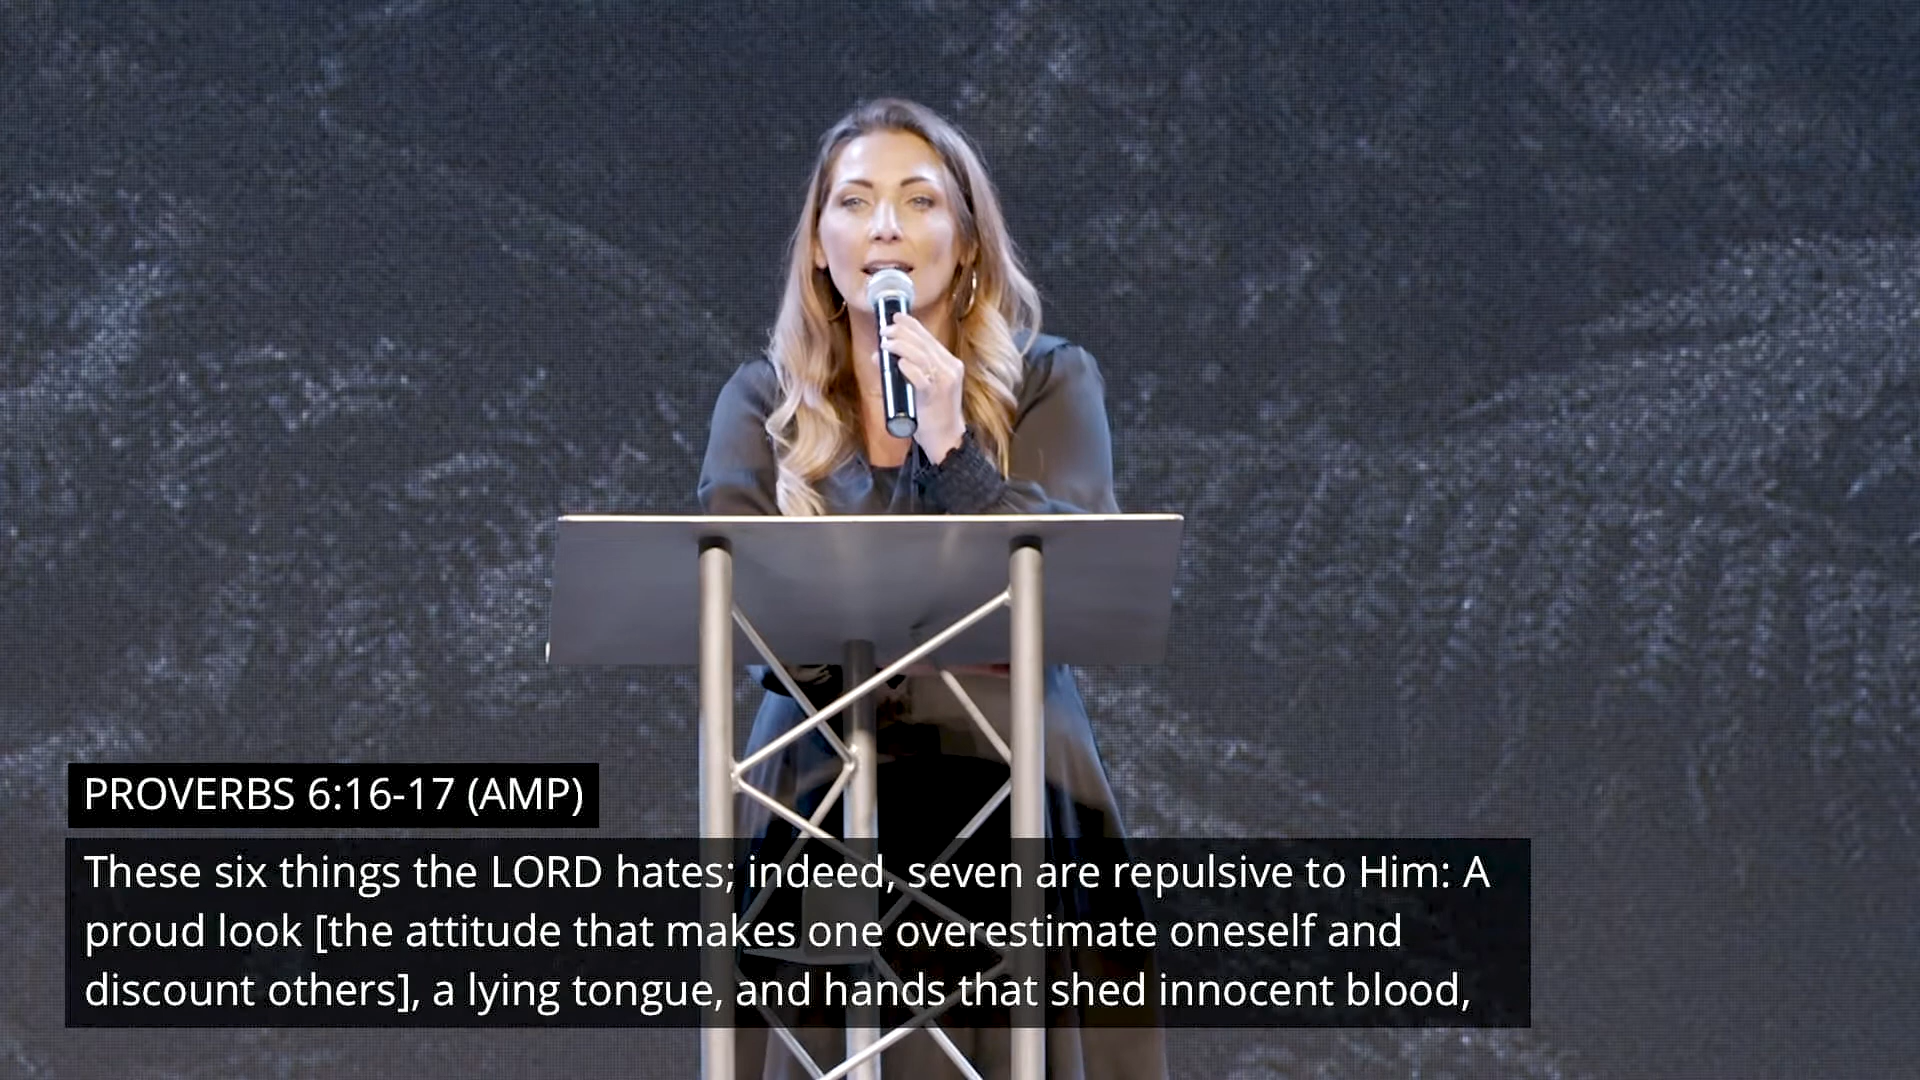 PROVERBS 6:16-17 (AMP)
These six things the LORD hates; indeed, seven are repulsive to Him: A
proud look [the attitude that makes one overestimate oneself and
discount others], a lying tongue, and hands that shed innocent blood,